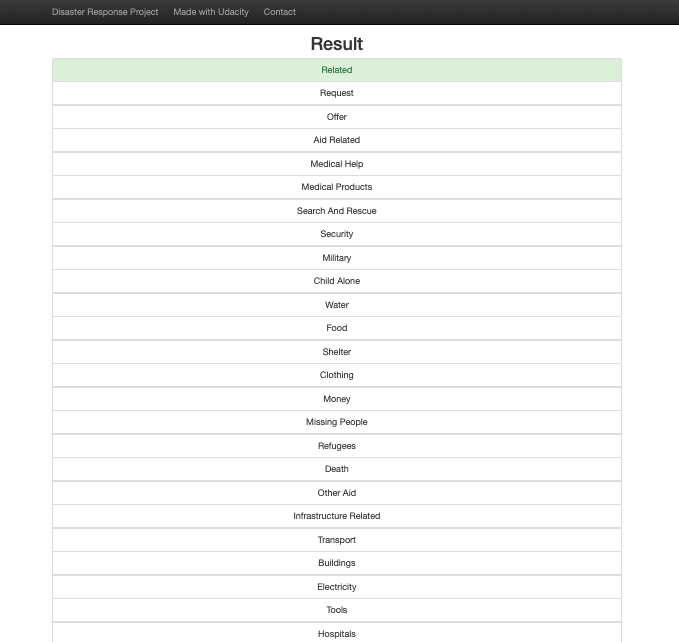 Disaster Response Project Made with Udacity Contact
Result
Related
Request
Offer
Aid Related
Medical Help
Medical Products
Search And Rescue
Security
Military
Child Alone
Water
Food
Shelter
Clothing
Money
Missing People
Refugees
Death
Other Aid
Infrastructure Related
Transport
Buildings
Electricity
Tools
Hospitals